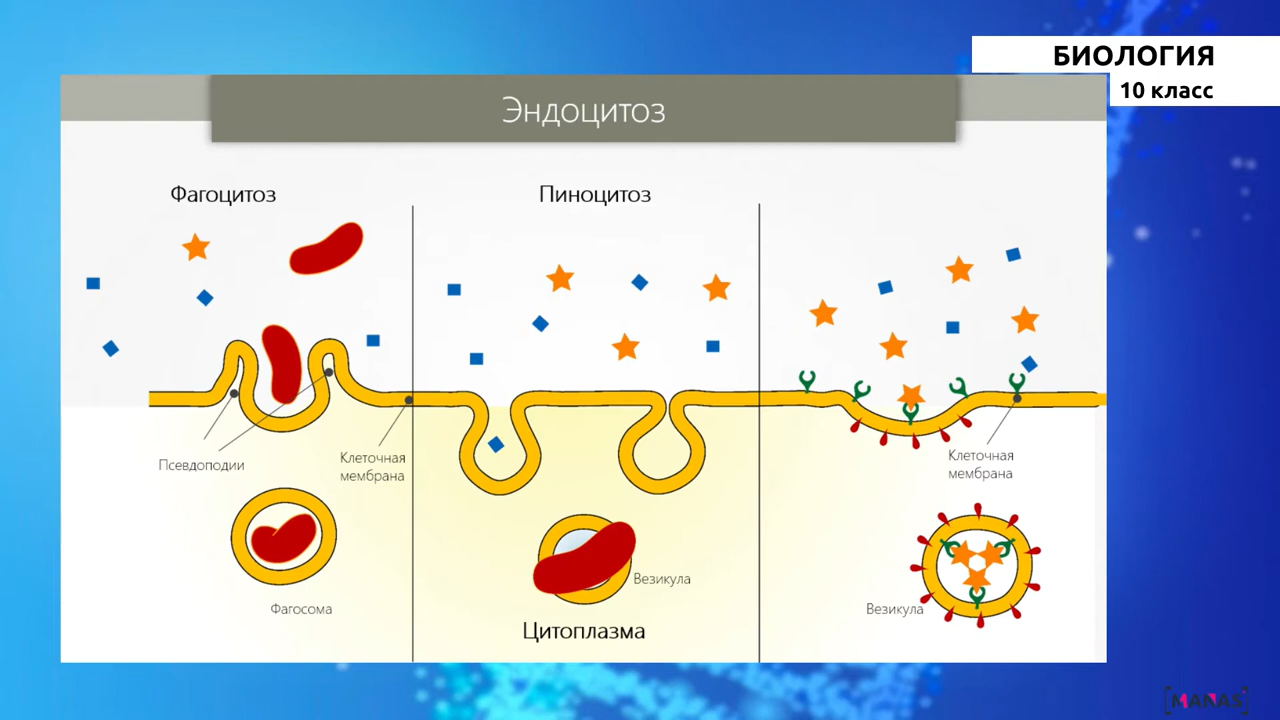 БИОЛОГИЯ
10 класс
Эндоцитоз
Фагоцитоз
Пиноцитоз
Псевдоподии
Клеточная
мембрана
Клеточная
мембрана
Фагосома
Везикула
Везикула
Цитоплазма
MANAS